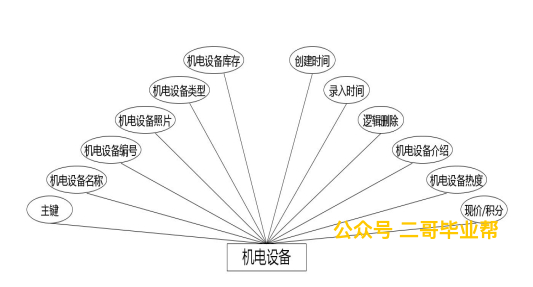 机电设备库存
创建时间
机电设备类型
录入时间
机电设备照片
逻辑删除
机电设备编号
机电设备介绍
机电设备名称
机电设备热度
主键
现价/积分
公众号 二哥毕业帮
机电设备